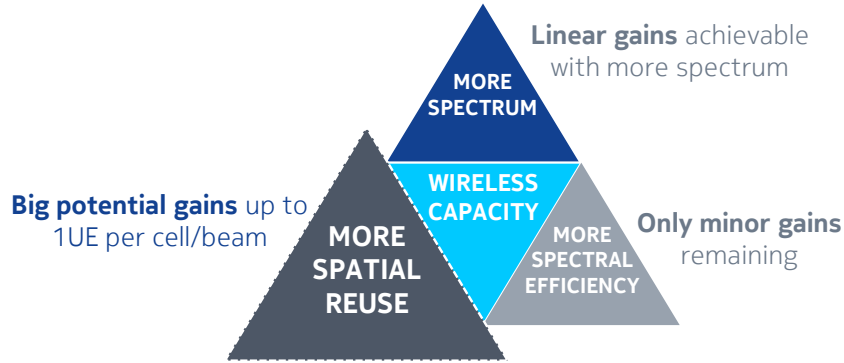 Linear gains achievable
with more spectrum
MORE
SPECTRUM
WIRELESS
CAPACITY
Big potential gains up to
1UE per cell/beam
MORE
SPATIAL
REUSE
MORE
SPECTRAL
EFFICIENCY
Only minor gains
remaining